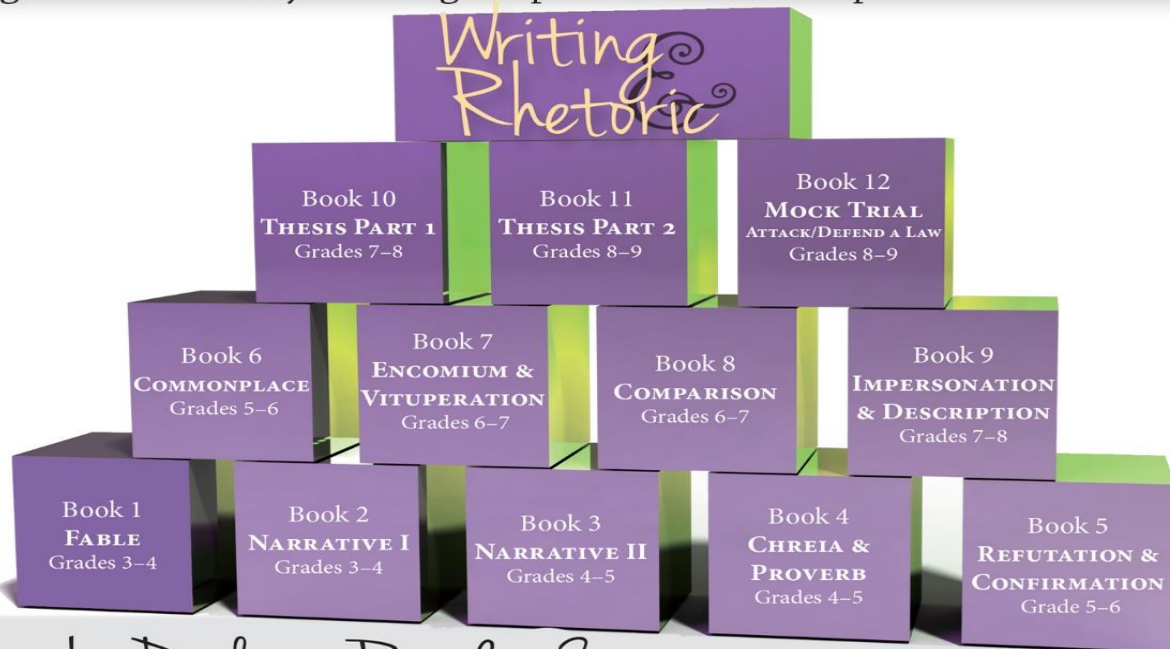 Writing
&
Rhetoric
Book 10
THESIS PART 1
Grades 7–8
Book 11
THESIS PART 2
Grades 8–9
Book 12
MOCK TRIAL
ATTACK/DEFEND A LAW
Grades 8–9
Book 6
COMMONPLACE
Grades 5–6
Book 7
ENCOMIUM &
VITUPERATION
Grades 6–7
Book 8
COMPARISON
Grades 6–7
Book 9
IMPERSONATION
& DESCRIPTION
Grades 7–8
Book 1
FABLE
Grades 3–4
Book 2
NARRATIVE I
Grades 3–4
Book 3
NARRATIVE II
Grades 4–5
Book 4
CHREIA &
PROVERB
Grades 4–5
Book 5
REFUTATION &
CONFIRMATION
Grade 5–6